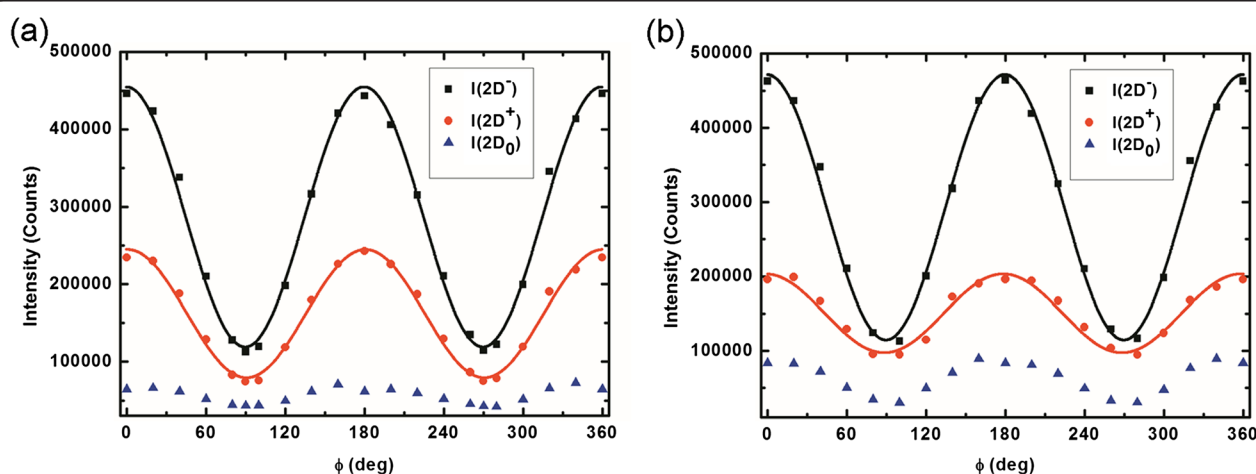 (a)
500000
400000
300000
200000
100000
Intensity (Counts)
I(2D⁻)
I(2D⁺)
I(2D₀)
0 60 120 180 240 300 360
ϕ (deg)
(b)
500000
400000
300000
200000
100000
Intensity (Counts)
I(2D⁻)
I(2D⁺)
I(2D₀)
0 60 120 180 240 300 360
ϕ (deg)